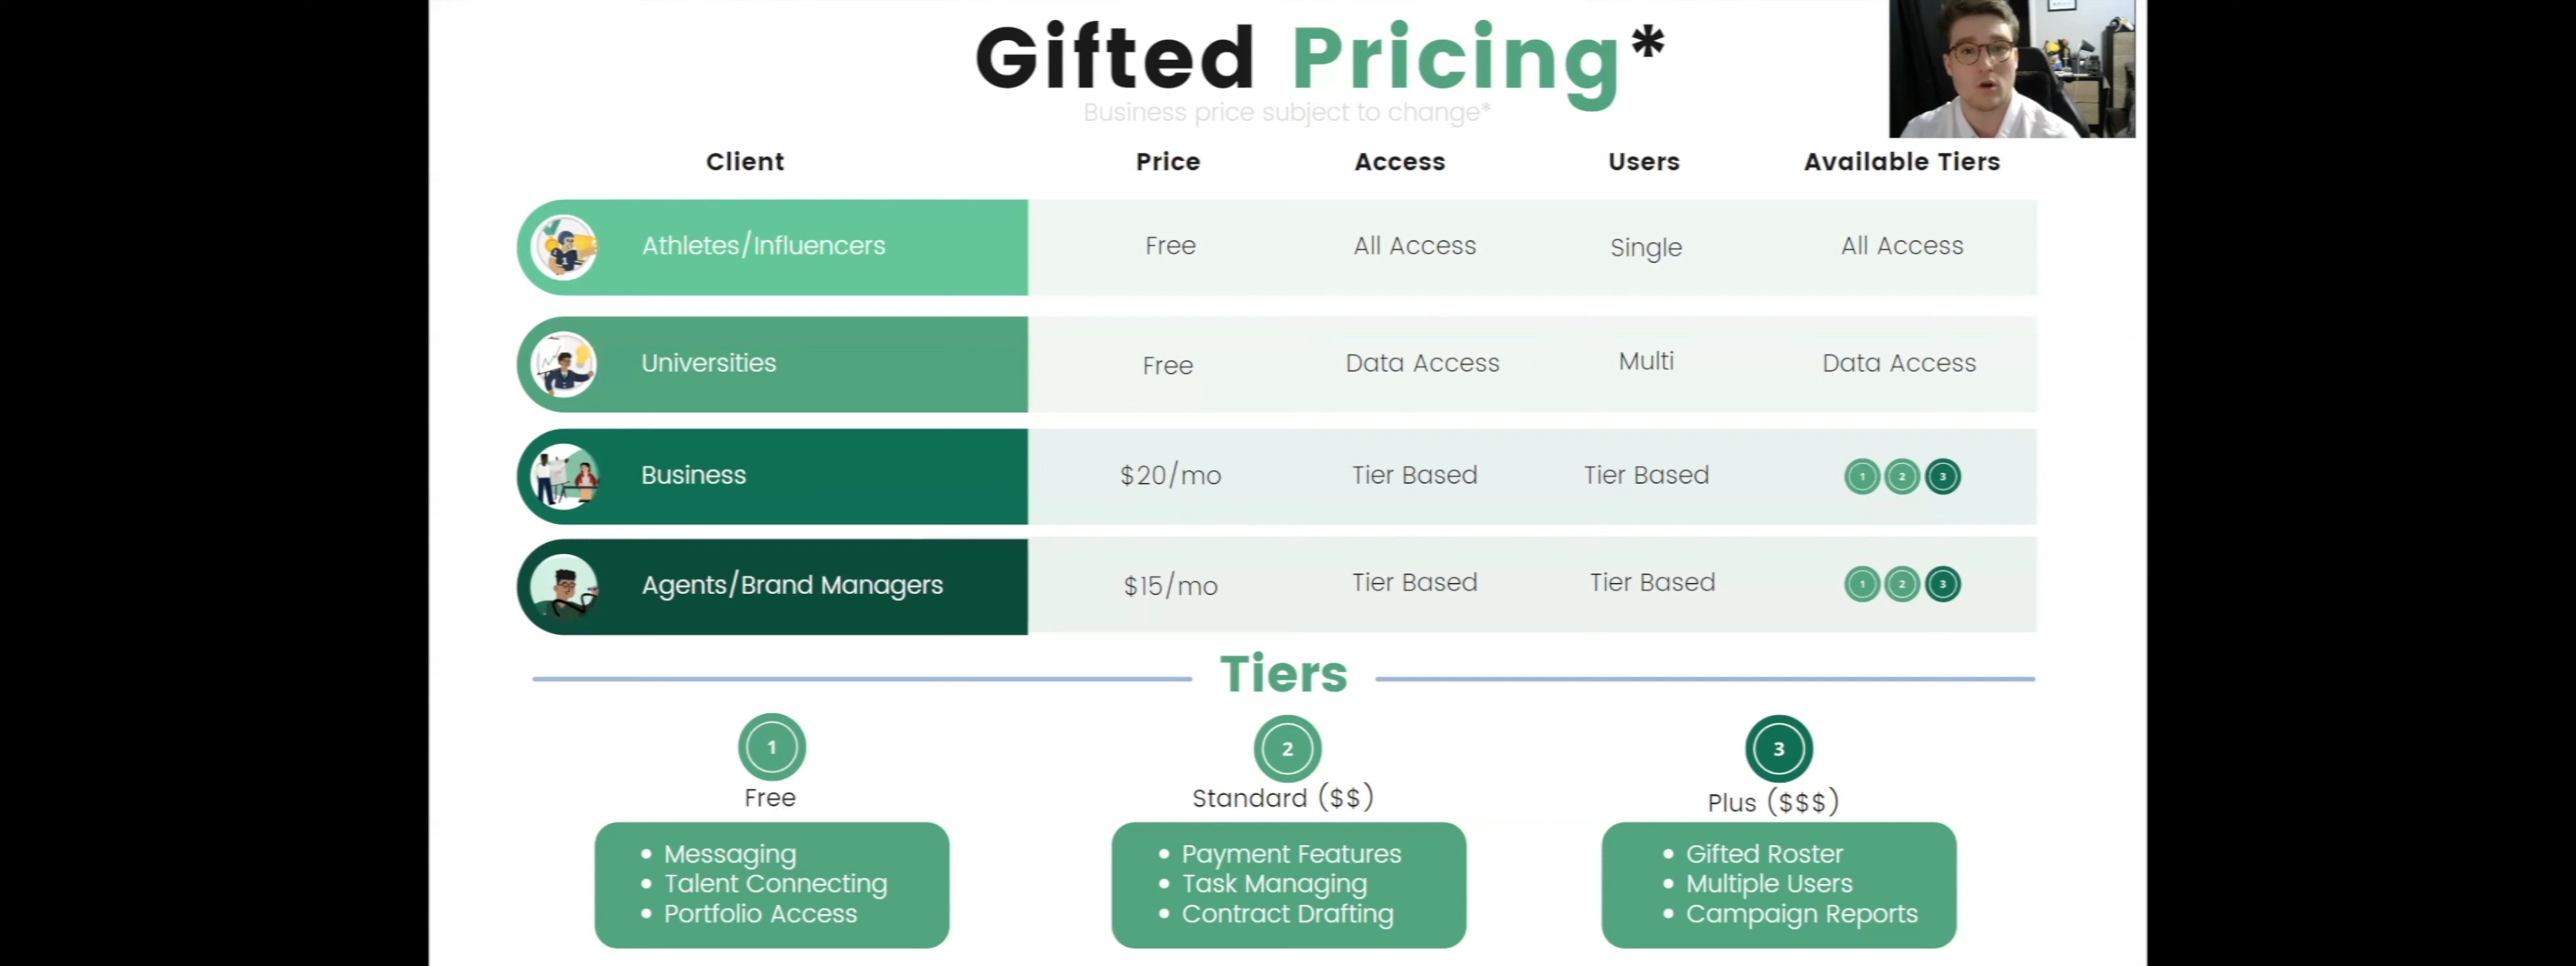 Gifted Pricing*
Business price subject to change*
Client Price Access Users Available Tiers
Athletes/Influencers Free All Access Single All Access
Universities Free Data Access Multi Data Access
Business $20/mo Tier Based Tier Based 1 2 3
Agents/Brand Managers $15/mo Tier Based Tier Based 1 2 3
Tiers
1 2 3
Free Standard ($$) Plus ($$$)
• Messaging
• Talent Connecting
• Portfolio Access
• Payment Features
• Task Managing
• Contract Drafting
• Gifted Roster
• Multiple Users
• Campaign Reports